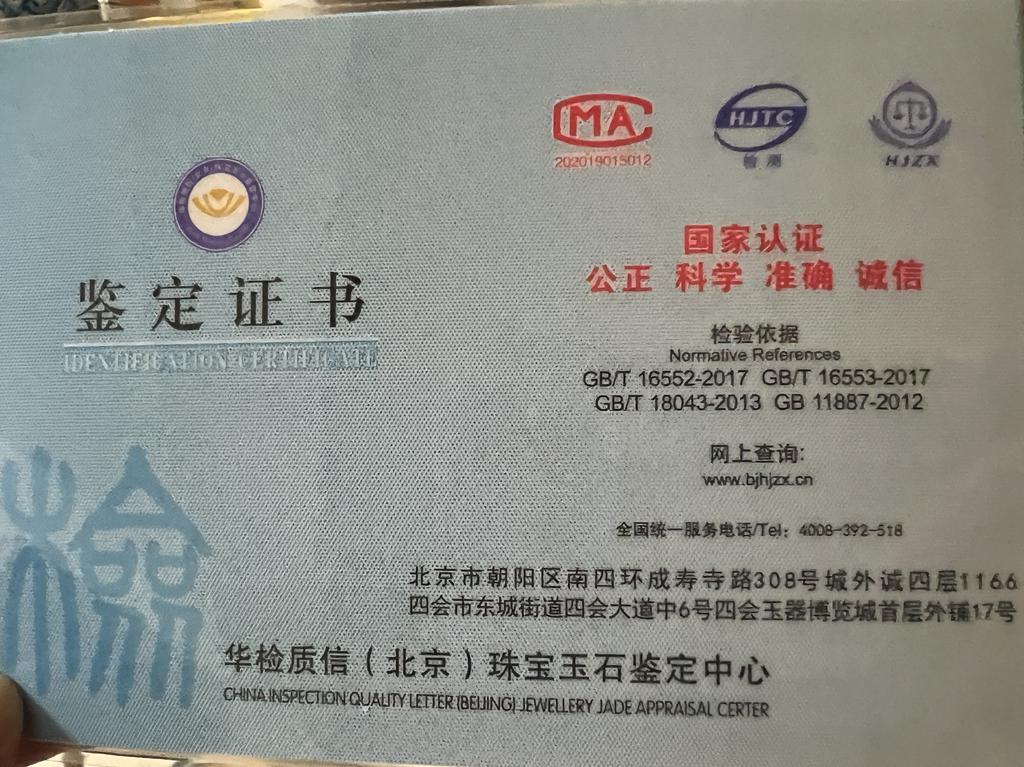 CMA
202019015012
HJTC
检测
HJZX
鉴定证书
IDENTIFICATION CERTIFICATE
国家认证
公正 科学 准确 诚信
检验依据
Normative References
GB/T 16552-2017 GB/T 16553-2017
GB/T 18043-2013 GB 11887-2012
网上查询:
www.bjhjzx.cn
全国统一服务电话/Tel: 4008-392-518
北京市朝阳区南四环成寿寺路308号城外诚四层1166
四会市东城街道四会大道中6号四会玉器博览城首层外铺17号
检
华检质信(北京)珠宝玉石鉴定中心
CHINA INSPECTION QUALITY LETTER (BEIJING) JEWELLERY JADE APPRAISAL CERTER